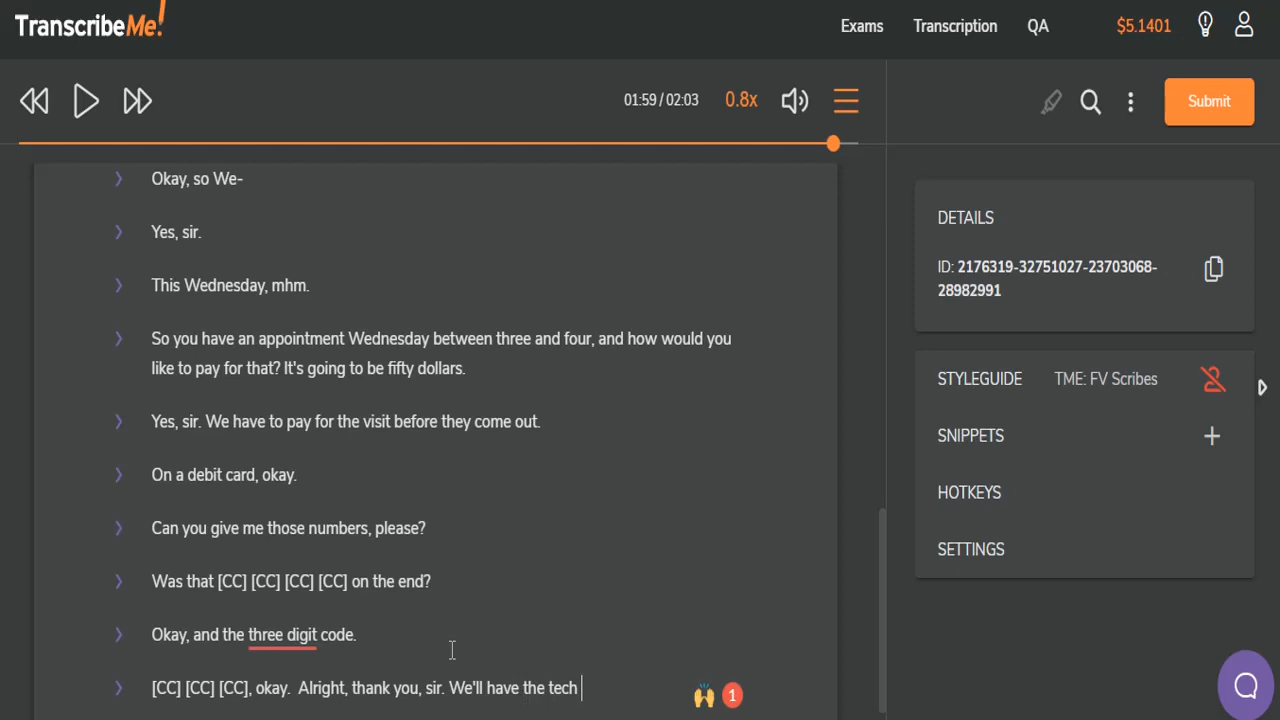 TranscribeMe!
Exams Transcription QA $5.1401
01:59 / 02:03 0.8x
Submit
Okay, so We-
Yes, sir.
This Wednesday, mhm.
So you have an appointment Wednesday between three and four, and how would you
like to pay for that? It's going to be fifty dollars.
Yes, sir. We have to pay for the visit before they come out.
On a debit card, okay.
Can you give me those numbers, please?
Was that [CC] [CC] [CC] [CC] on the end?
Okay, and the three digit code.
[CC] [CC] [CC], okay.  Alright, thank you, sir. We'll have the tech
1
DETAILS
ID: 2176319-32751027-23703068-
28982991
STYLEGUIDE TME: FV Scribes
SNIPPETS
HOTKEYS
SETTINGS